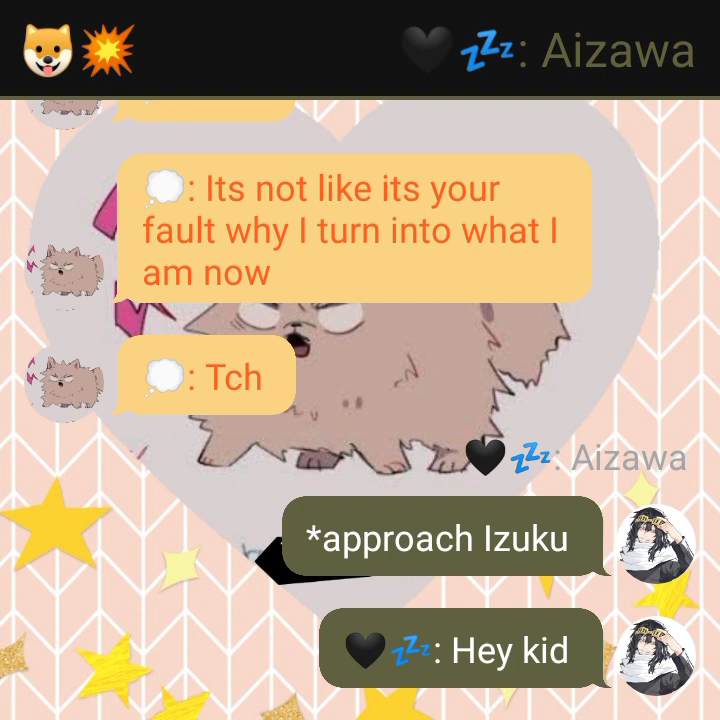 🐶💥
🖤💤: Aizawa
💭: Its not like its your
fault why I turn into what I
am now
💭: Tch
🖤💤: Aizawa
*approach Izuku
🖤💤: Hey kid